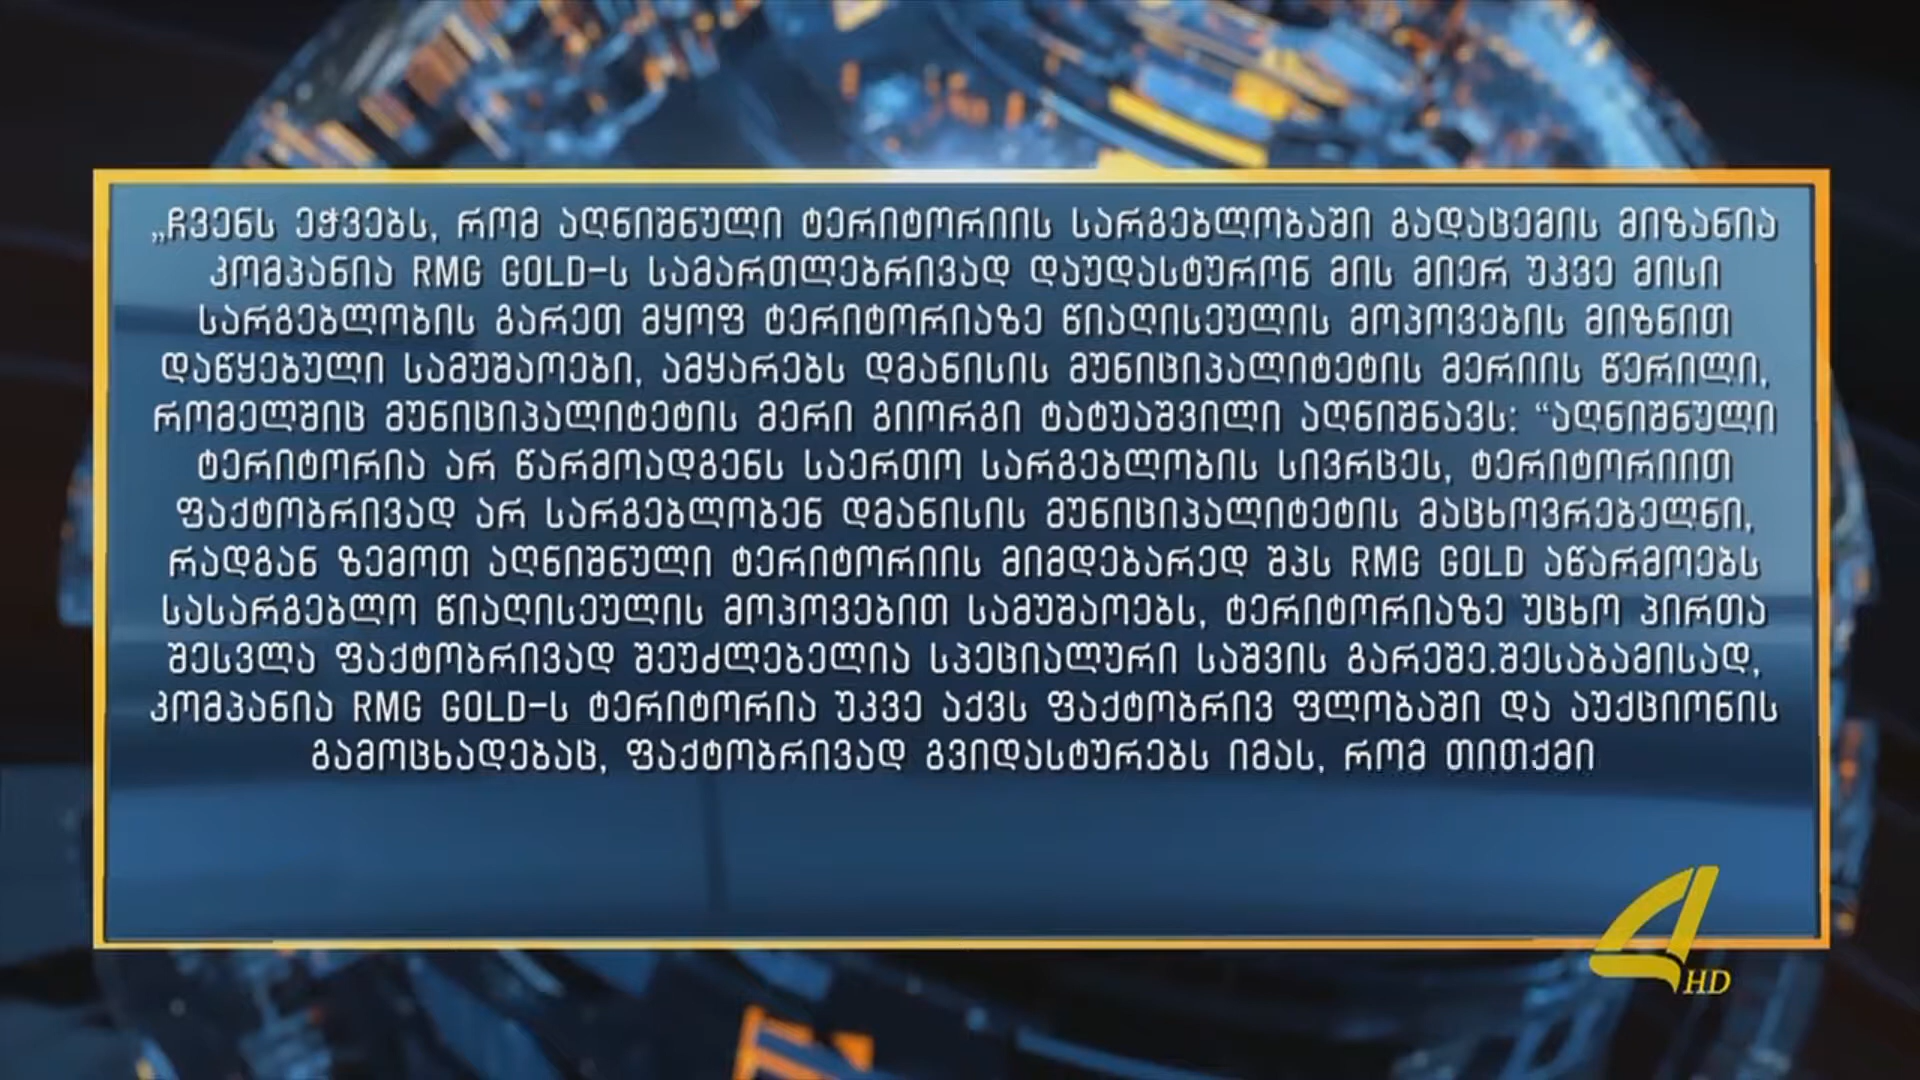 „ჩვენს ეჭვებს, რომ აღნიშნული ტერიტორიის სარგებლობაში გადაცემის მიზანია
კომპანია RMG GOLD-ს სამართლებრივად დაუდასტურონ მის მიერ უკვე მისი
სარგებლობის გარეთ მყოფ ტერიტორიაზე წიაღისეულის მოპოვების მიზნით
დაწყებული სამუშაოები, ამყარებს დმანისის მუნიციპალიტეტის მერიის წერილი,
რომელშიც მუნიციპალიტეტის მერი გიორგი ტატუაშვილი აღნიშნავს: “აღნიშნული
ტერიტორია არ წარმოადგენს საერთო სარგებლობის სივრცეს, ტერიტორიით
ფაქტობრივად არ სარგებლობენ დმანისის მუნიციპალიტეტის მაცხოვრებელნი,
რადგან ზემოთ აღნიშნული ტერიტორიის მიმდებარედ შპს RMG GOLD აწარმოებს
სასარგებლო წიაღისეულის მოპოვებით სამუშაოებს, ტერიტორიაზე უცხო პირთა
შესვლა ფაქტობრივად შეუძლებელია სპეციალური საშვის გარეშე.შესაბამისად,
კომპანია RMG GOLD-ს ტერიტორია უკვე აქვს ფაქტობრივ ფლობაში და აუქციონის
გამოცხადებაც, ფაქტობრივად გვიდასტურებს იმას, რომ თითქმი
HD